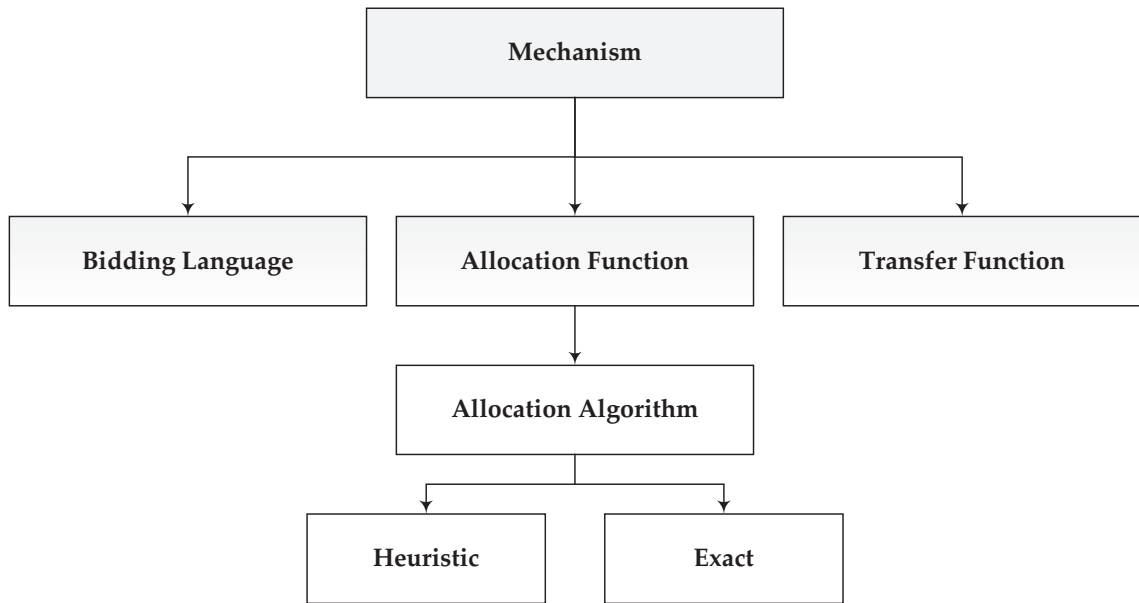 Mechanism
Bidding Language
Allocation Function
Transfer Function
Allocation Algorithm
Heuristic
Exact